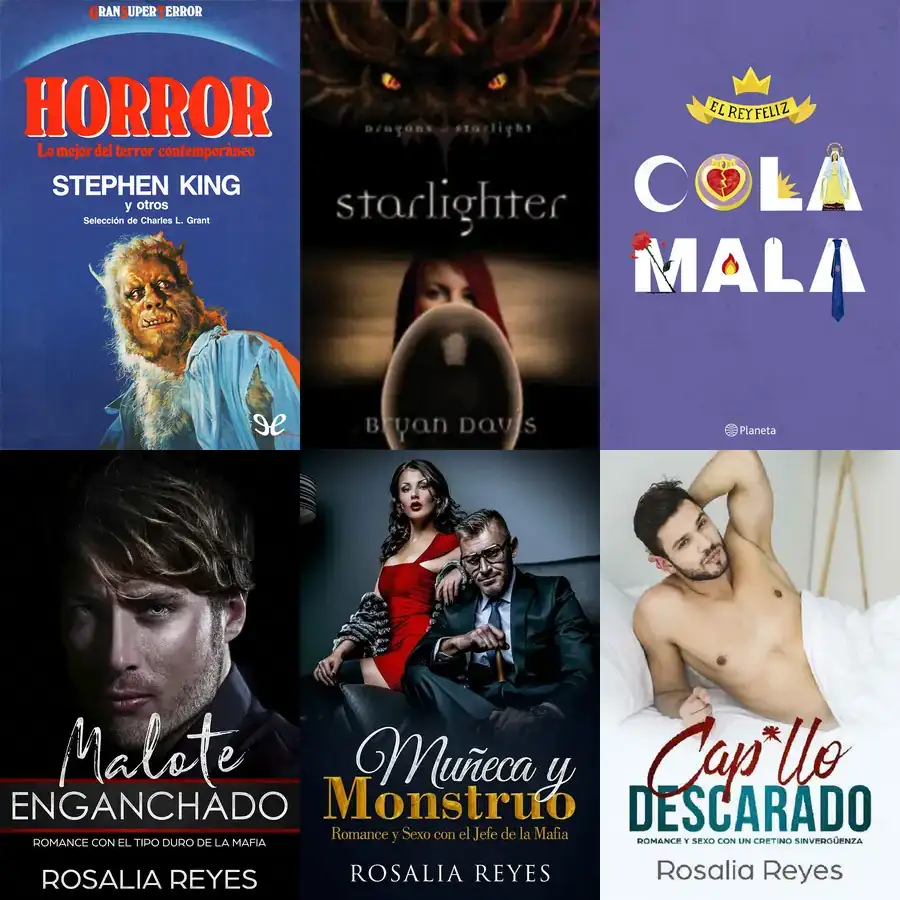 GRAN SUPER TERROR
HORROR
Lo mejor del terror contemporáneo
STEPHEN KING
y otros
Selección de Charles L. Grant
Dragons of Starlight
starlighter
Bryan Davis
EL REY FELIZ
COLA
MALA
Planeta
Malote
ENGANCHADO
ROMANCE CON EL TIPO DURO DE LA MAFIA
ROSALIA REYES
Muñeca y
Monstruo
Romance y Sexo con el Jefe de la Mafia
ROSALIA REYES
Cap*llo
DESCARADO
ROMANCE Y SEXO CON UN CRETINO SINVERGÜENZA
Rosalia Reyes